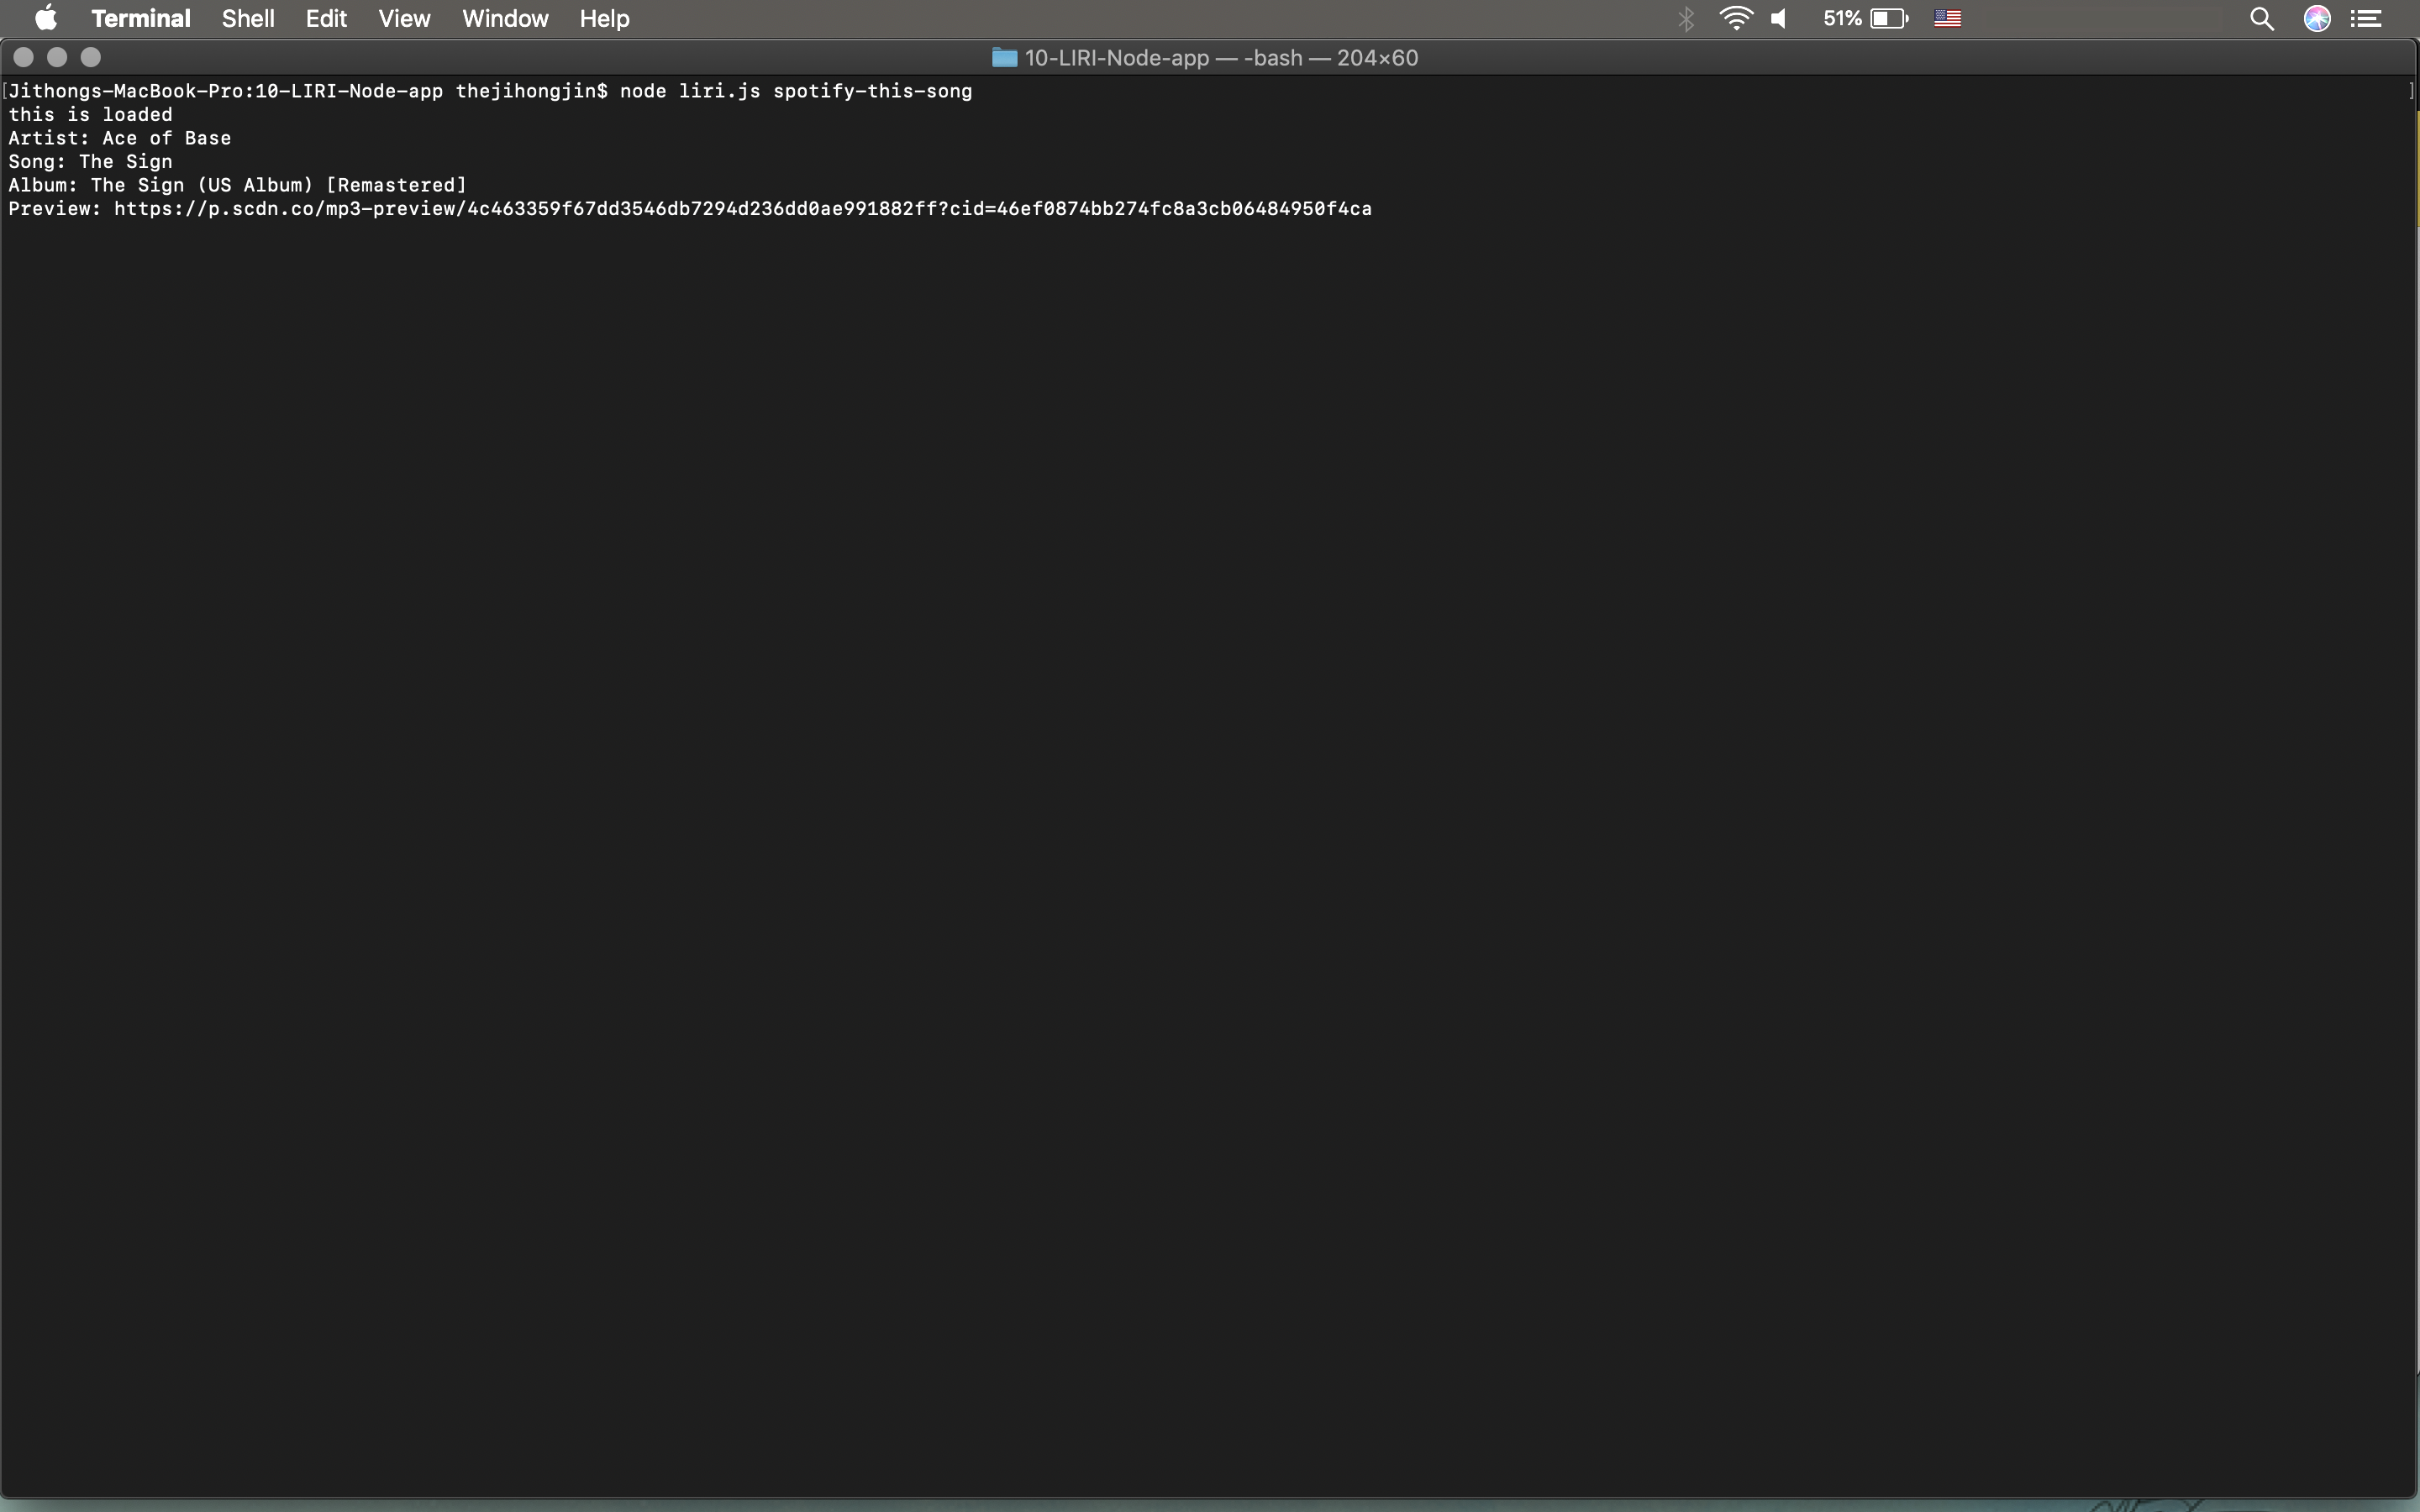 Terminal Shell Edit View Window Help 51%
10-LIRI-Node-app — -bash — 204×60
[Jithongs-MacBook-Pro:10-LIRI-Node-app thejihongjin$ node liri.js spotify-this-song ]
this is loaded
Artist: Ace of Base
Song: The Sign
Album: The Sign (US Album) [Remastered]
Preview: https://p.scdn.co/mp3-preview/4c463359f67dd3546db7294d236dd0ae991882ff?cid=46ef0874bb274fc8a3cb06484950f4ca